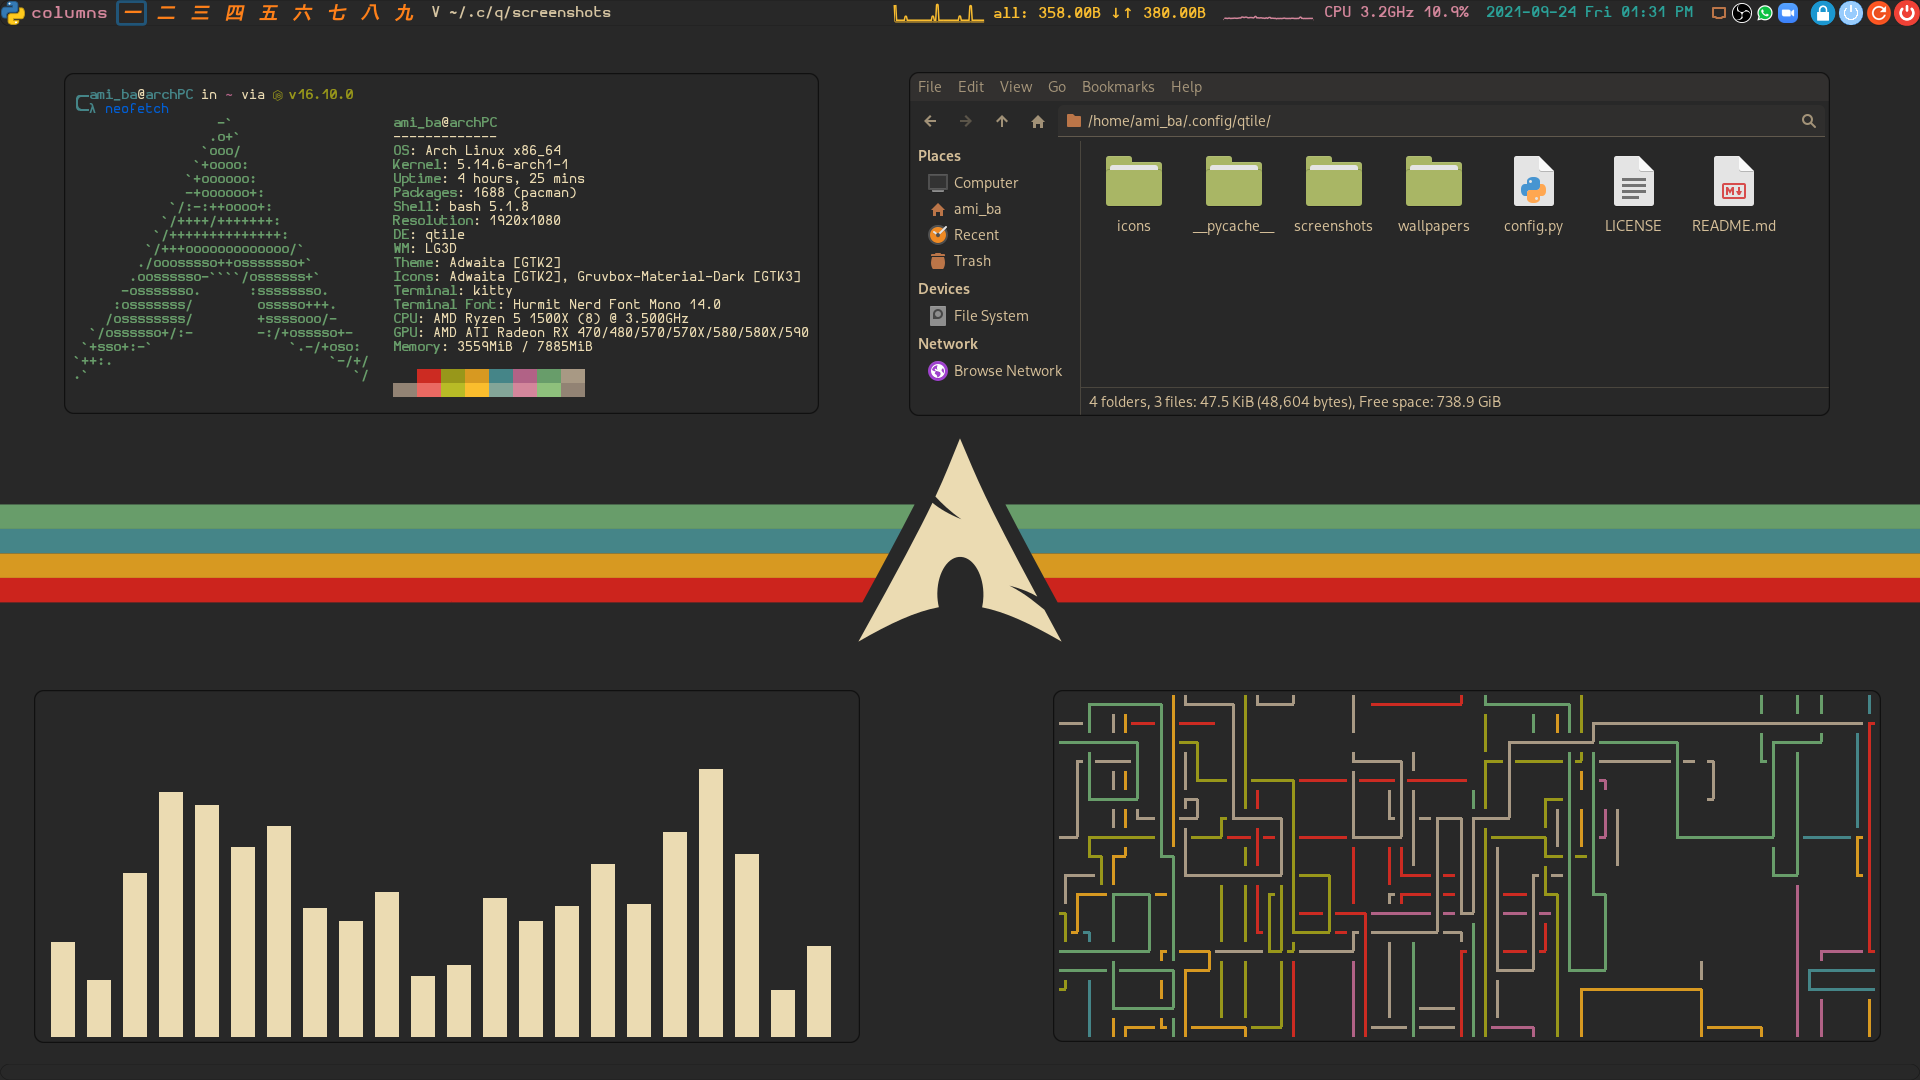 columns 一 二 三 四 五 六 七 八 九 V ~/.c/q/screenshots all: 358.00B ↓↑ 380.00B CPU 3.2GHz 10.9% 2021-09-24 Fri 01:31 PM
ami_ba@archPC in ~ via v16.10.0
λ neofetch
ami_ba@archPC
-------------
OS: Arch Linux x86_64
Kernel: 5.14.6-arch1-1
Uptime: 4 hours, 25 mins
Packages: 1688 (pacman)
Shell: bash 5.1.8
Resolution: 1920x1080
DE: qtile
WM: LG3D
Theme: Adwaita [GTK2]
Icons: Adwaita [GTK2], Gruvbox-Material-Dark [GTK3]
Terminal: kitty
Terminal Font: Hurmit Nerd Font Mono 14.0
CPU: AMD Ryzen 5 1500X (8) @ 3.500GHz
GPU: AMD ATI Radeon RX 470/480/570/570X/580/580X/590
Memory: 3559MiB / 7885MiB
File Edit View Go Bookmarks Help
/home/ami_ba/.config/qtile/
Places
Computer
ami_ba
Recent
Trash
Devices
File System
Network
Browse Network
icons __pycache__ screenshots wallpapers config.py LICENSE README.md
4 folders, 3 files: 47.5 KiB (48,604 bytes), Free space: 738.9 GiB